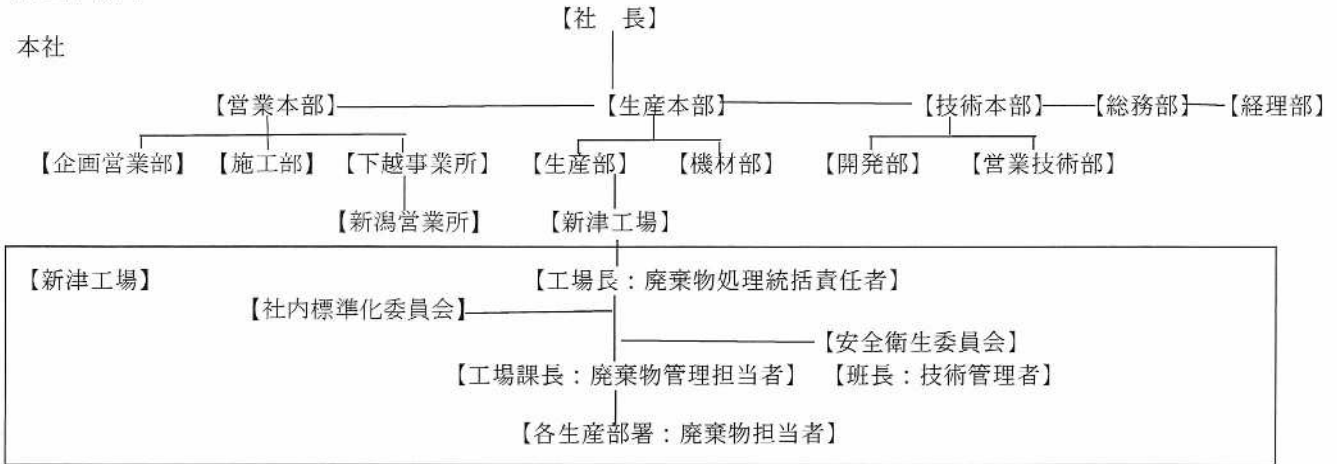 【社　長】
本社
【営業本部】 【生産本部】 【技術本部】 【総務部】 【経理部】
【企画営業部】 【施工部】 【下越事業所】 【生産部】 【機材部】 【開発部】 【営業技術部】
【新潟営業所】 【新津工場】
【新津工場】 【工場長：廃棄物処理統括責任者】
【社内標準化委員会】
【安全衛生委員会】
【工場課長：廃棄物管理担当者】 【班長：技術管理者】
【各生産部署：廃棄物担当者】